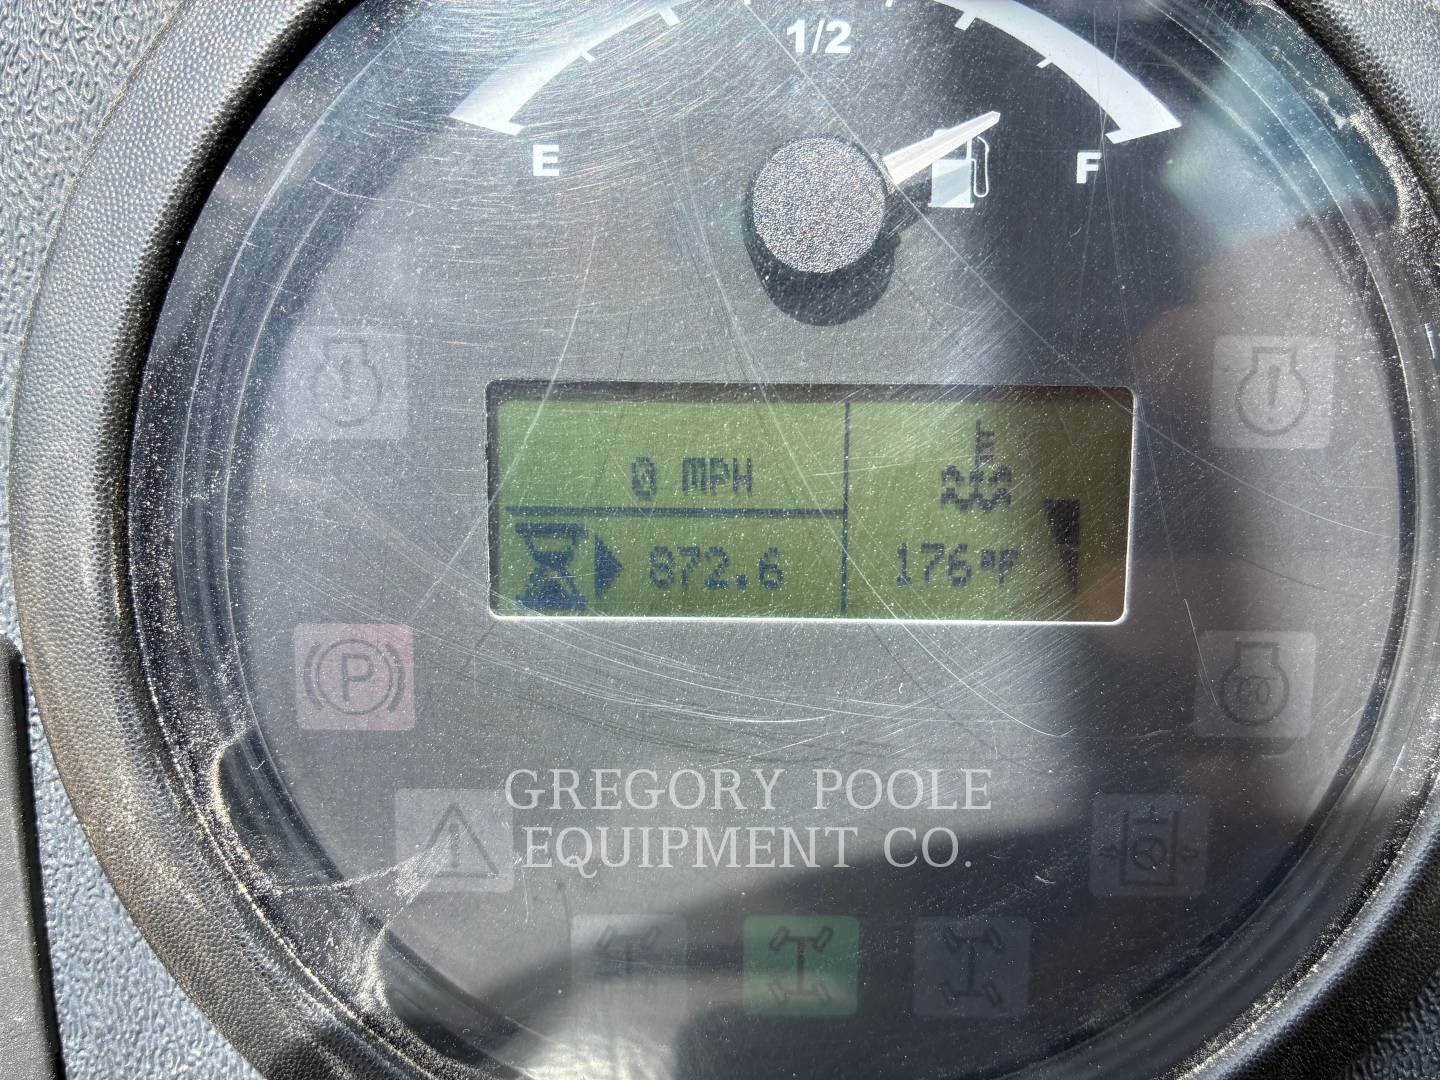 1/2
E
F
0 MPH
872.6
176°F
P
GREGORY POOLE
EQUIPMENT CO.